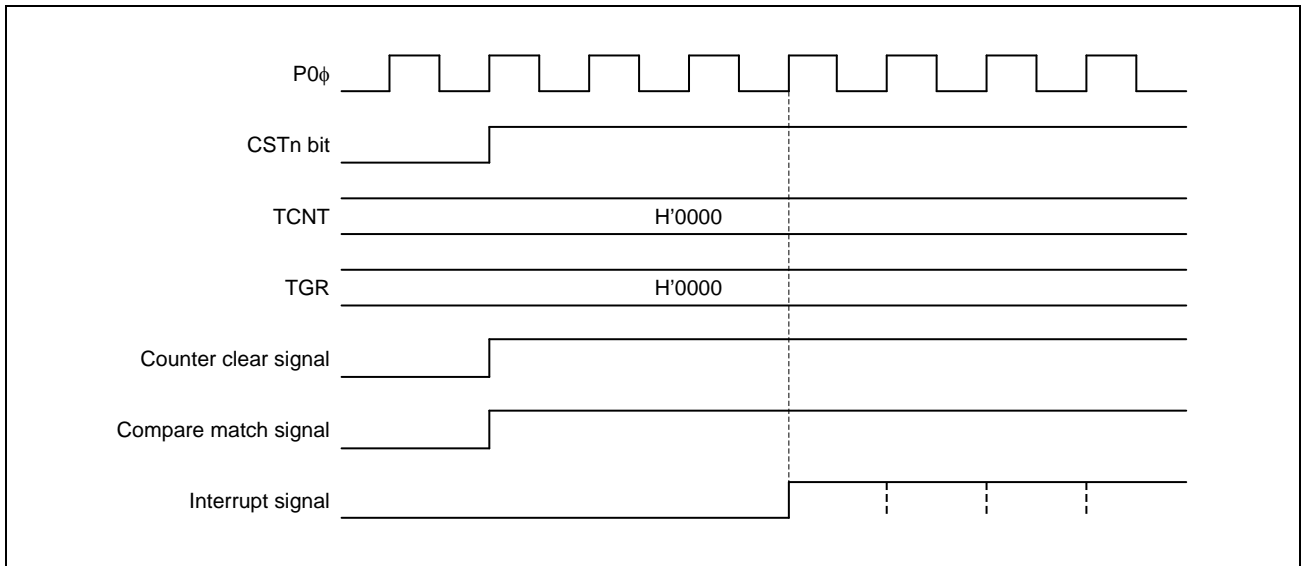 P0ϕ
CSTn bit
TCNT
H'0000
TGR
H'0000
Counter clear signal
Compare match signal
Interrupt signal